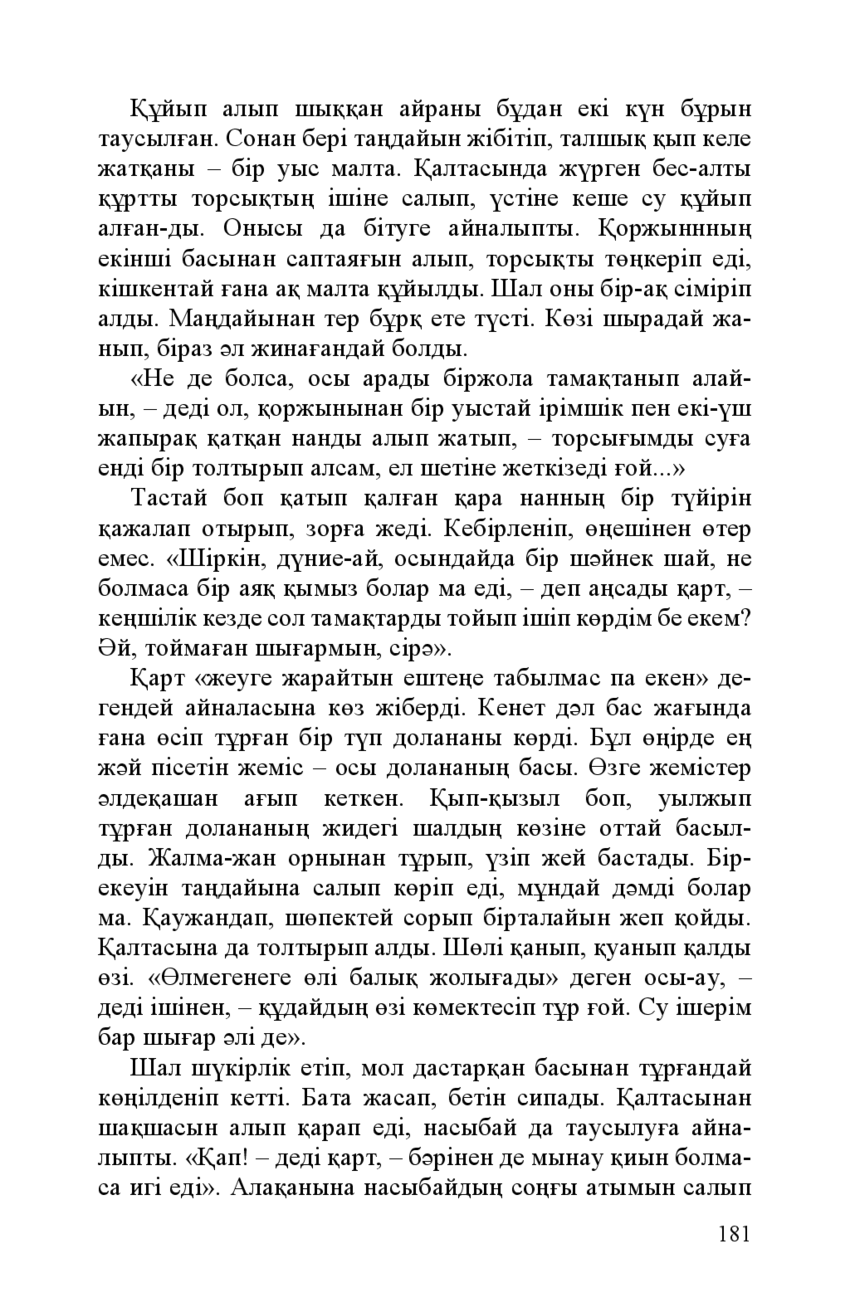 Құйып алып шыққан айраны бұдан екі күн бұрын
таусылған. Сонан бері таңдайын жібітіп, талшық қып келе
жатқаны – бір уыс малта. Қалтасында жүрген бес-алты
құртты торсықтың ішіне салып, үстіне кеше су құйып
алған-ды. Онысы да бітуге айналыпты. Қоржыннның
екінші басынан саптаяғын алып, торсықты төңкеріп еді,
кішкентай ғана ақ малта құйылды. Шал оны бір-ақ сіміріп
алды. Маңдайынан тер бұрқ ете түсті. Көзі шырадай жа-
нып, біраз әл жинағандай болды.
«Не де болса, осы арады біржола тамақтанып алай-
ын, – деді ол, қоржынынан бір уыстай ірімшік пен екі-үш
жапырақ қатқан нанды алып жатып, – торсығымды суға
енді бір толтырып алсам, ел шетіне жеткізеді ғой...»
Тастай боп қатып қалған қара нанның бір түйірін
қажалап отырып, зорға жеді. Кебірленіп, өңешінен өтер
емес. «Шіркін, дүние-ай, осындайда бір шәйнек шай, не
болмаса бір аяқ қымыз болар ма еді, – деп аңсады қарт, –
кеңшілік кезде сол тамақтарды тойып ішіп көрдім бе екем?
Әй, тоймаған шығармын, сірә».
Қарт «жеуге жарайтын ештеңе табылмас па екен» де-
гендей айналасына көз жіберді. Кенет дәл бас жағында
ғана өсіп тұрған бір түп долананы көрді. Бұл өңірде ең
жәй пісетін жеміс – осы долананың басы. Өзге жемістер
әлдеқашан ағып кеткен. Қып-қызыл боп, уылжып
тұрған долананың жидегі шалдың көзіне оттай басыл-
ды. Жалма-жан орнынан тұрып, үзіп жей бастады. Бір-
екеуін таңдайына салып көріп еді, мұндай дәмді болар
ма. Қаужандап, шөпектей сорып бірталайын жеп қойды.
Қалтасына да толтырып алды. Шөлі қанып, қуанып қалды
өзі. «Өлмегенеге өлі балық жолығады» деген осы-ау, –
деді ішінен, – құдайдың өзі көмектесіп тұр ғой. Су ішерім
бар шығар әлі де».
Шал шүкірлік етіп, мол дастарқан басынан тұрғандай
көңілденіп кетті. Бата жасап, бетін сипады. Қалтасынан
шақшасын алып қарап еді, насыбай да таусылуға айна-
лыпты. «Қап! – деді қарт, – бәрінен де мынау қиын болма-
са игі еді». Алақанына насыбайдың соңғы атымын салып
181